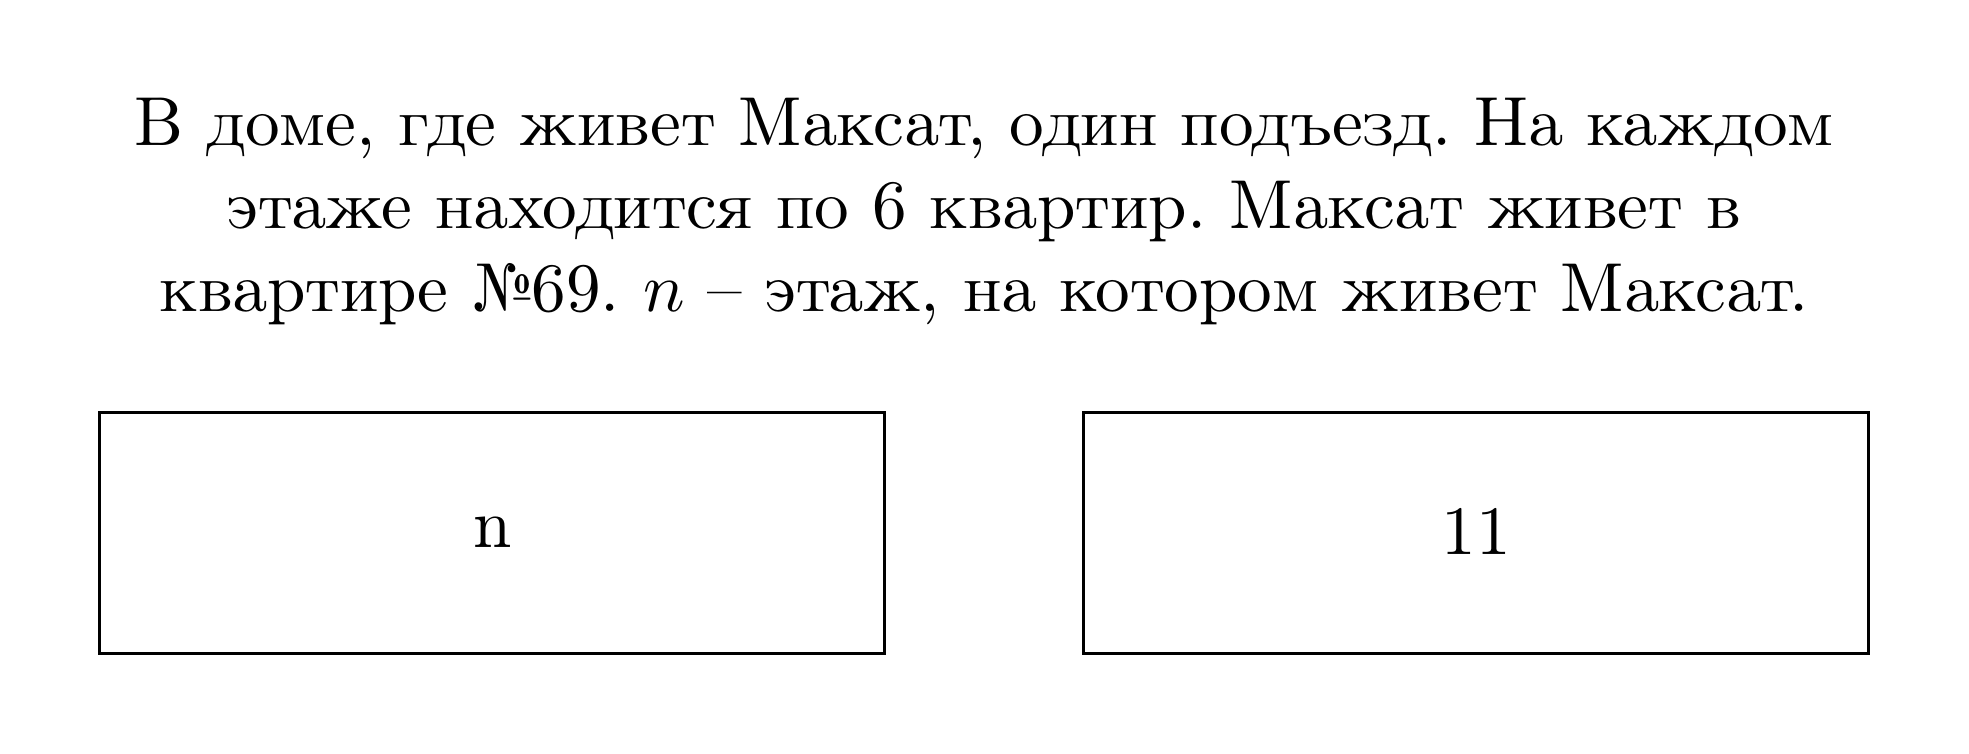 В доме, где живет Максат, один подъезд. На каждом
этаже находится по 6 квартир. Максат живет в
квартире №69. n – этаж, на котором живет Максат.
n
11